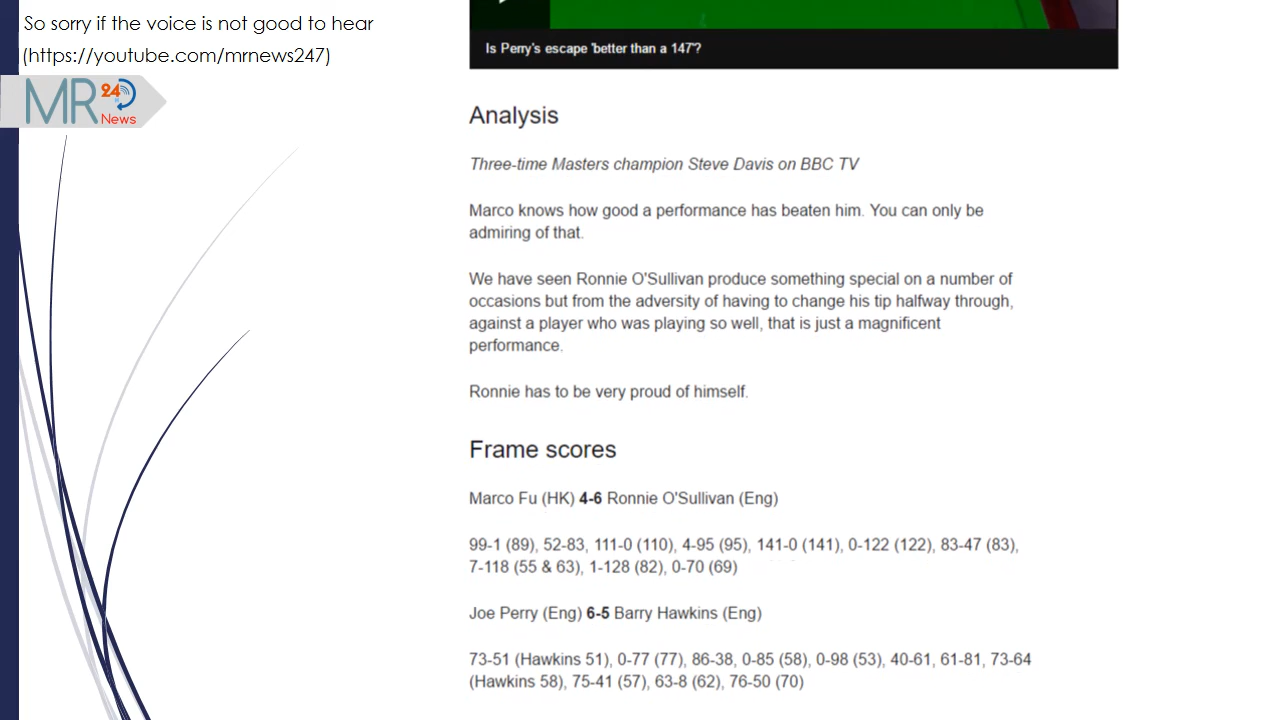 So sorry if the voice is not good to hear
(https://youtube.com/mrnews247)
MR 24 News
Is Perry's escape 'better than a 147'?
Analysis
Three-time Masters champion Steve Davis on BBC TV
Marco knows how good a performance has beaten him. You can only be
admiring of that.
We have seen Ronnie O'Sullivan produce something special on a number of
occasions but from the adversity of having to change his tip halfway through,
against a player who was playing so well, that is just a magnificent
performance.
Ronnie has to be very proud of himself.
Frame scores
Marco Fu (HK) 4-6 Ronnie O'Sullivan (Eng)
99-1 (89), 52-83, 111-0 (110), 4-95 (95), 141-0 (141), 0-122 (122), 83-47 (83),
7-118 (55 & 63), 1-128 (82), 0-70 (69)
Joe Perry (Eng) 6-5 Barry Hawkins (Eng)
73-51 (Hawkins 51), 0-77 (77), 86-38, 0-85 (58), 0-98 (53), 40-61, 61-81, 73-64
(Hawkins 58), 75-41 (57), 63-8 (62), 76-50 (70)